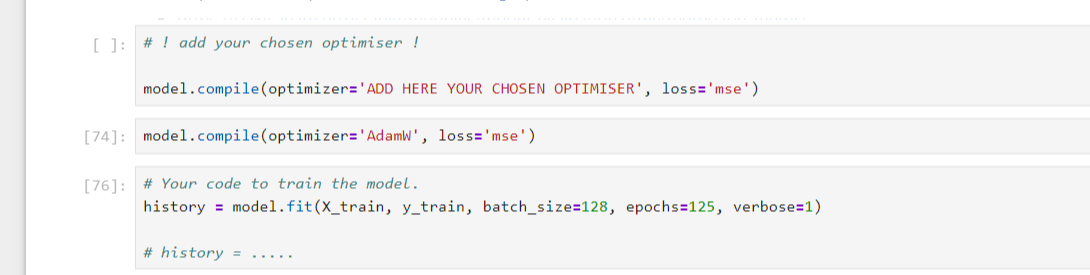 [ ]:
# ! add your chosen optimiser !
model.compile(optimizer='ADD HERE YOUR CHOSEN OPTIMISER', loss='mse')
[74]:
model.compile(optimizer='AdamW', loss='mse')
[76]:
# Your code to train the model.
history = model.fit(X_train, y_train, batch_size=128, epochs=125, verbose=1)
# history = .....